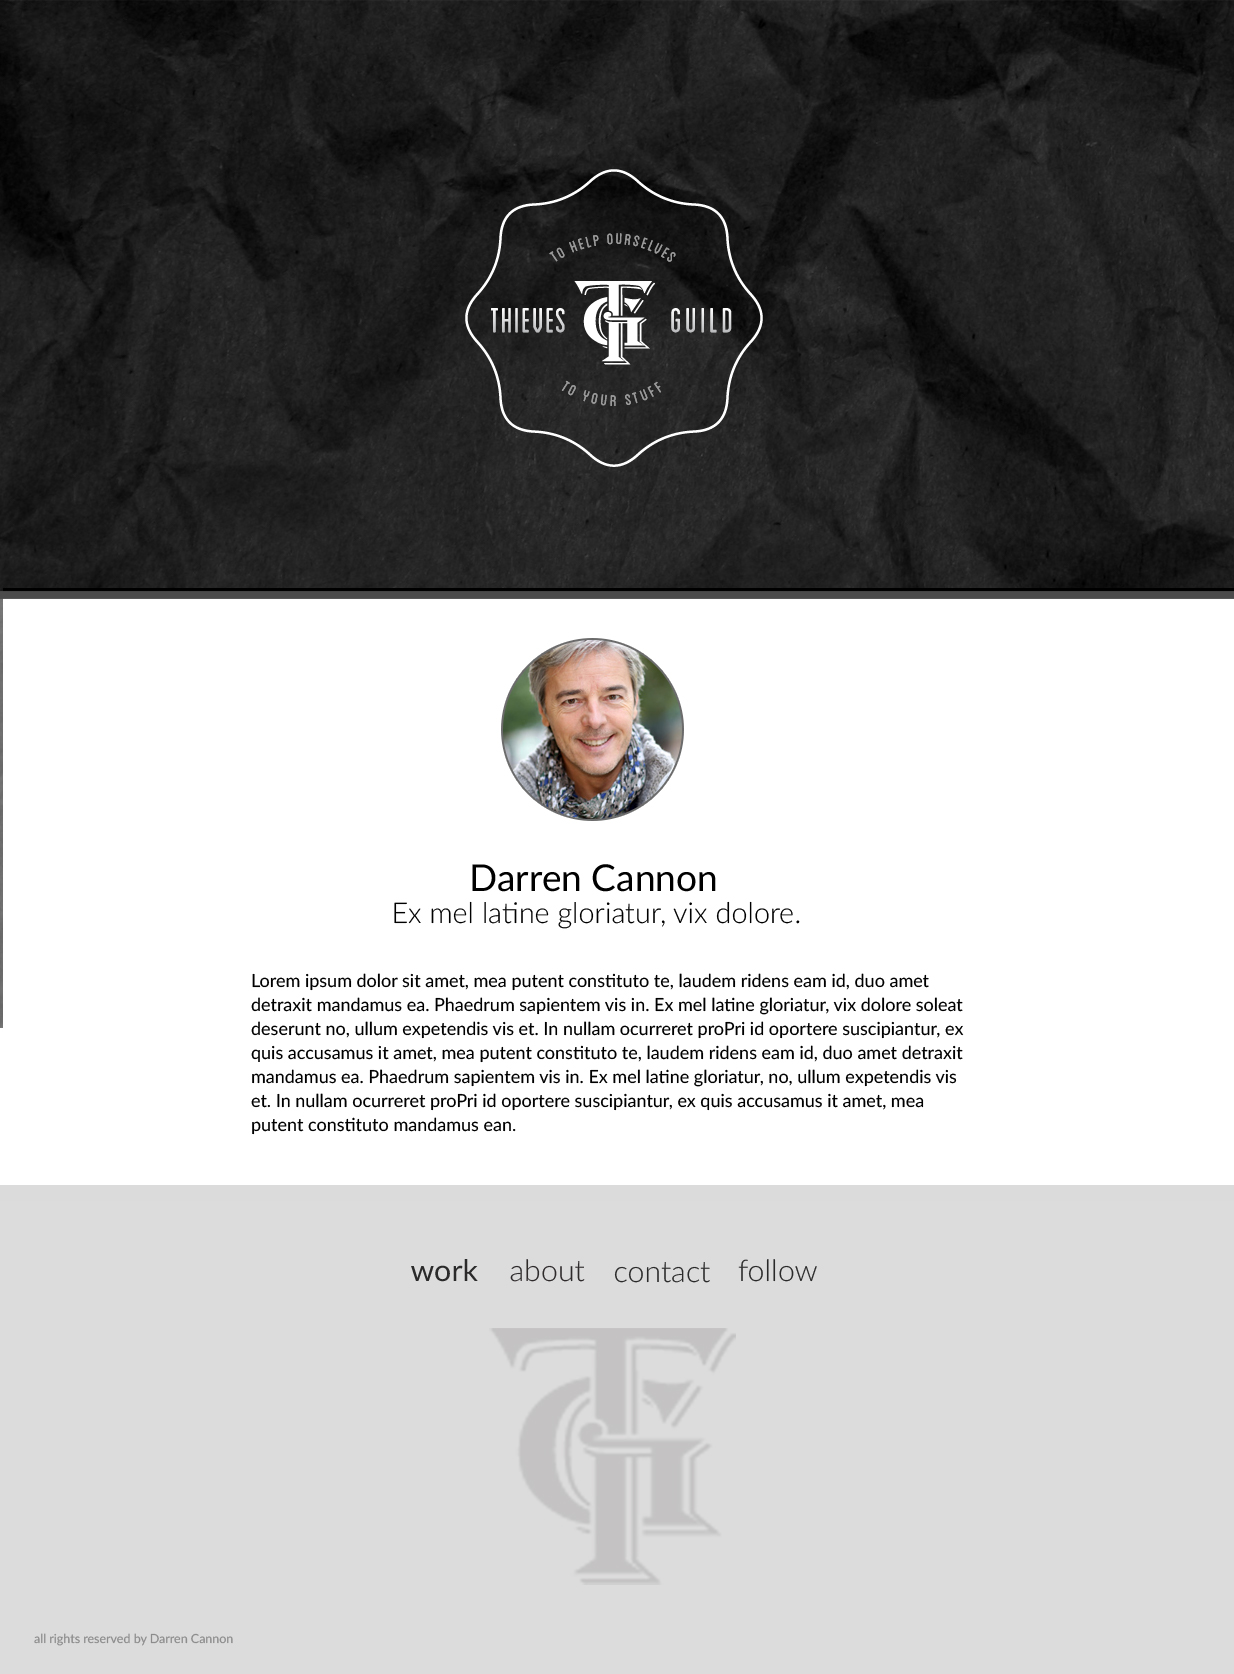 TO HELP OURSELVES
THIEVES TG GUILD
TO YOUR STUFF
Darren Cannon
Ex mel latine gloriatur, vix dolore.
Lorem ipsum dolor sit amet, mea putent constituto te, laudem ridens eam id, duo amet
detraxit mandamus ea. Phaedrum sapientem vis in. Ex mel latine gloriatur, vix dolore soleat
deserunt no, ullum expetendis vis et. In nullam ocurreret proPri id oportere suscipiantur, ex
quis accusamus it amet, mea putent constituto te, laudem ridens eam id, duo amet detraxit
mandamus ea. Phaedrum sapientem vis in. Ex mel latine gloriatur, no, ullum expetendis vis
et. In nullam ocurreret proPri id oportere suscipiantur, ex quis accusamus it amet, mea
putent constituto mandamus ean.
work about contact follow
TG
all rights reserved by Darren Cannon